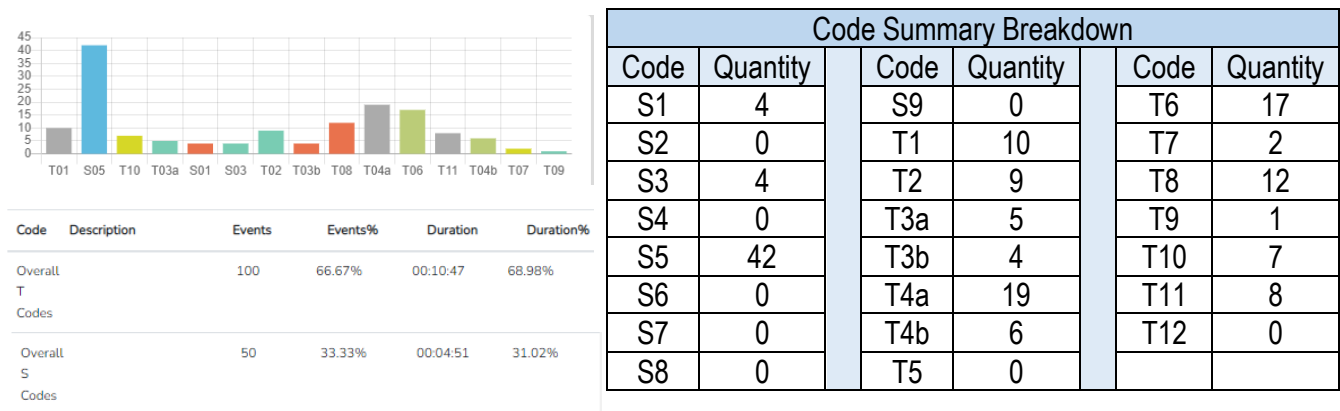 45
40
35
30
25
20
15
10
5
0
T01 S05 T10 T03a S01 S03 T02 T03b T08 T04a T06 T11 T04b T07 T09
Code Description Events Events% Duration Duration%
Overall 100 66.67% 00:10:47 68.98%
T
Codes
Overall 50 33.33% 00:04:51 31.02%
S
Codes
Code Summary Breakdown
Code Quantity Code Quantity Code Quantity
S1 4 S9 0 T6 17
S2 0 T1 10 T7 2
S3 4 T2 9 T8 12
S4 0 T3a 5 T9 1
S5 42 T3b 4 T10 7
S6 0 T4a 19 T11 8
S7 0 T4b 6 T12 0
S8 0 T5 0